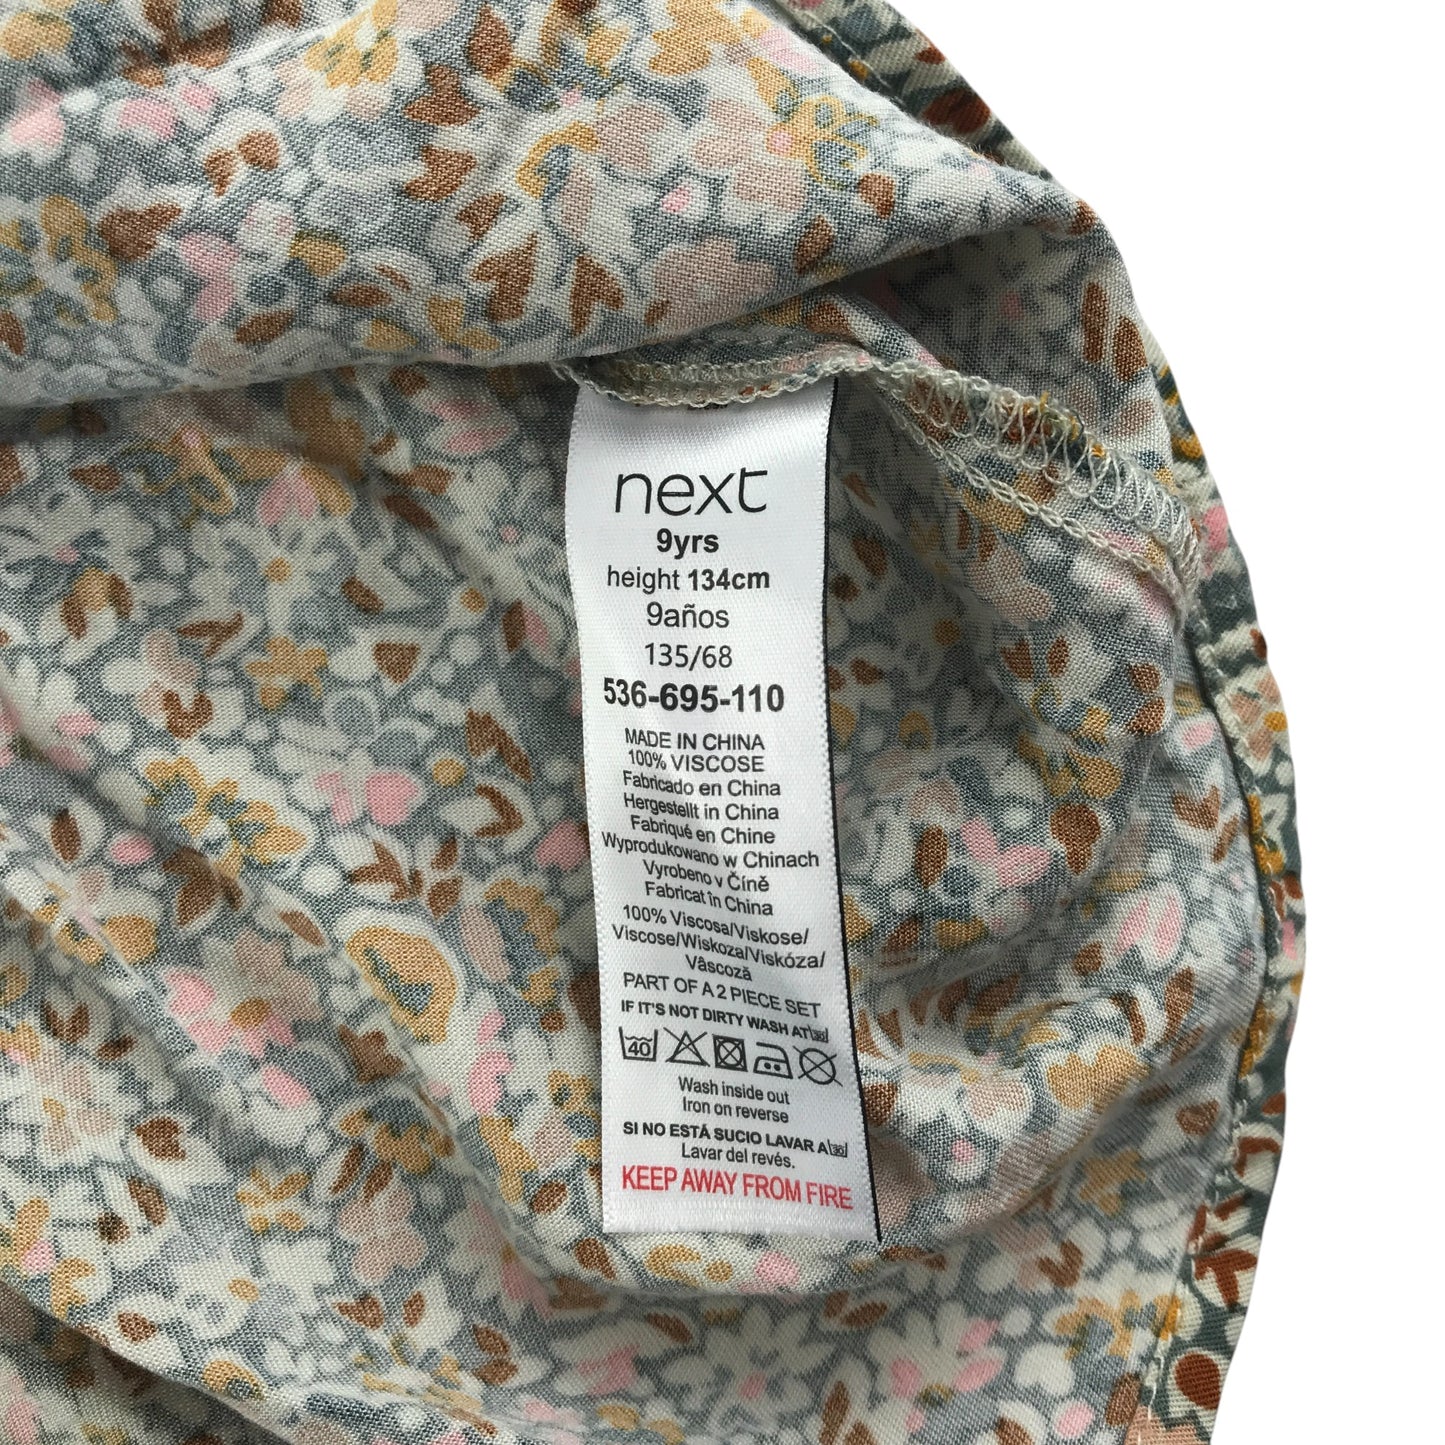 next
9yrs
height 134cm
9años
135/68
536-695-110
MADE IN CHINA
100% VISCOSE
Fabricado en China
Hergestellt in China
Fabriqué en Chine
Wyprodukowano w Chinach
Vyrobeno v Číně
Fabricat în China
100% Viscosa/Viskose/
Viscose/Wiskoza/Viskóza/
Vâscoză
PART OF A 2 PIECE SET
IF IT'S NOT DIRTY WASH AT 30
40
Wash inside out
Iron on reverse
SI NO ESTÁ SUCIO LAVAR A 30
Lavar del revés.
KEEP AWAY FROM FIRE